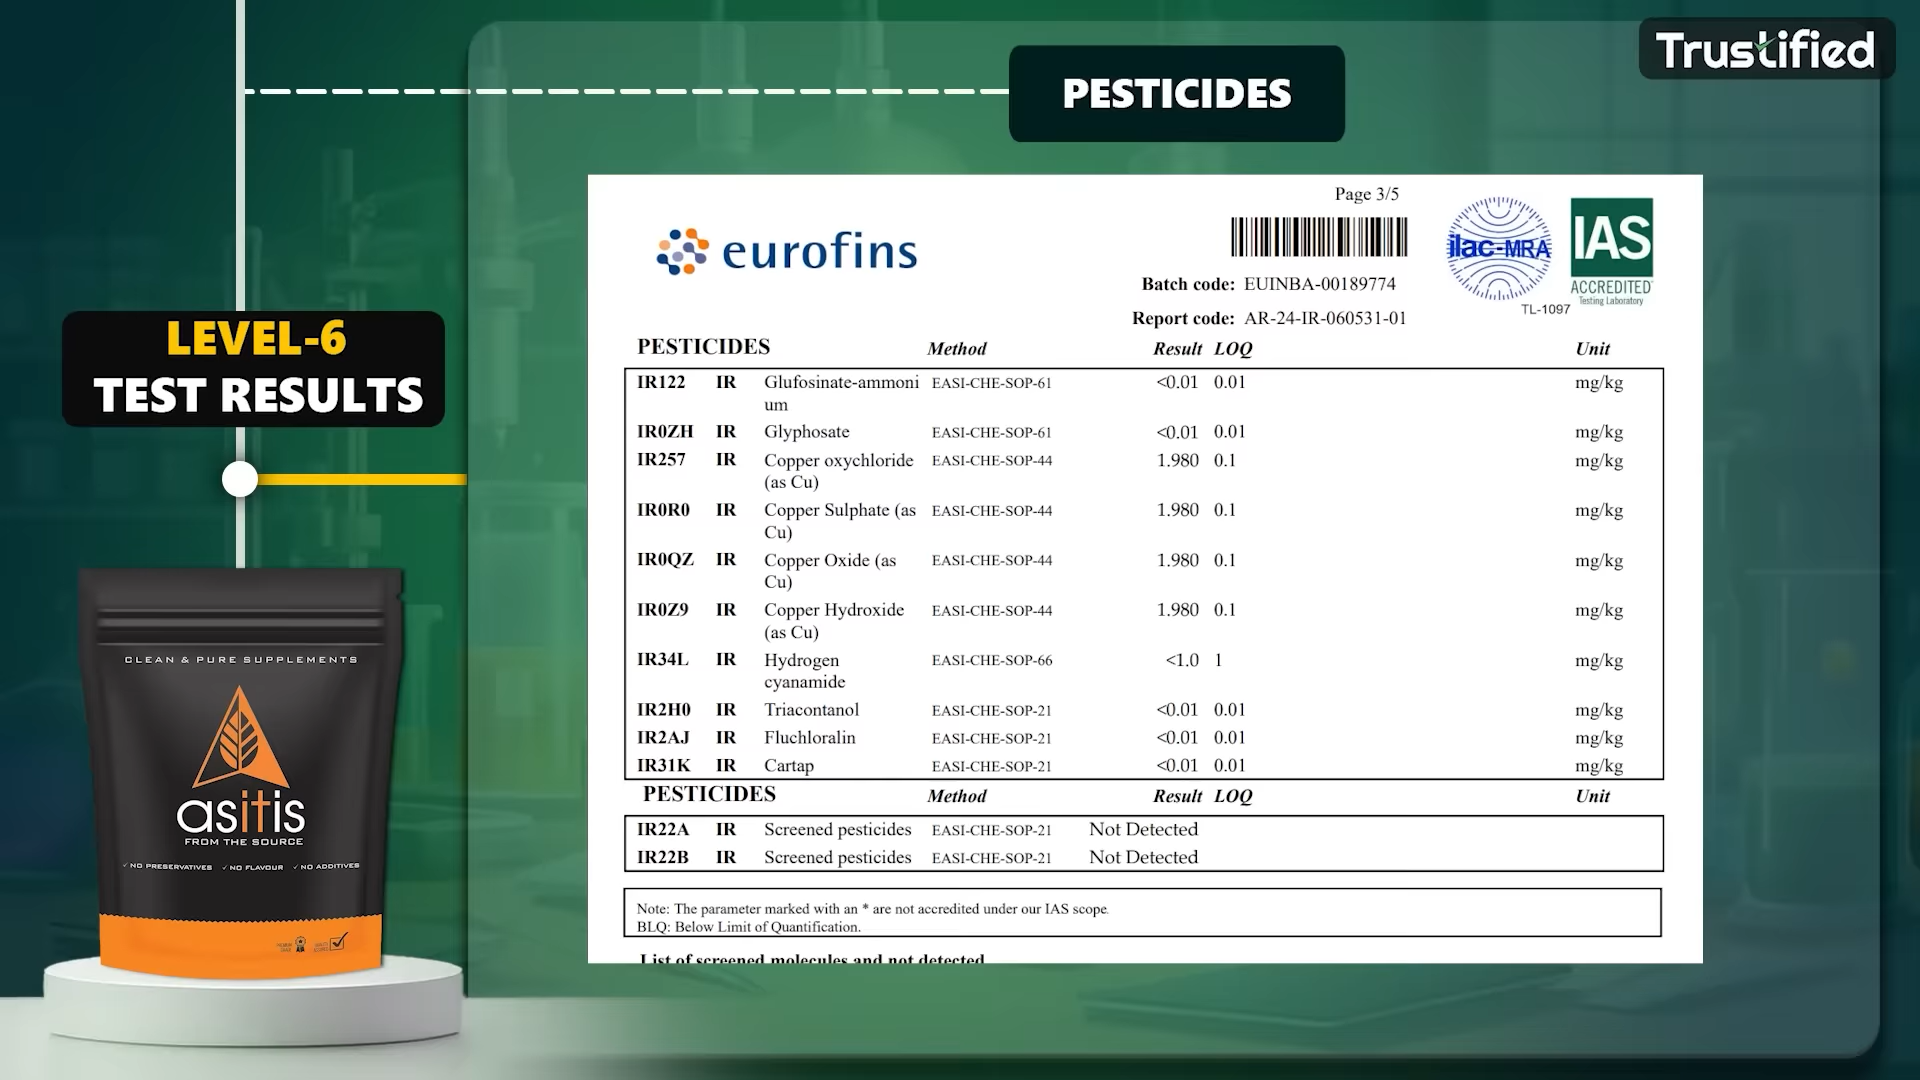 Trustified
PESTICIDES
LEVEL-6
TEST RESULTS
CLEAN & PURE SUPPLEMENTS
asitis
FROM THE SOURCE
✓NO PRESERVATIVES ✓NO FLAVOUR ✓NO ADDITIVES
Page 3/5
eurofins
ilac-MRA
IAS
ACCREDITED
Testing Laboratory
TL-1097
Batch code: EUINBA-00189774
Report code: AR-24-IR-060531-01
PESTICIDES Method Result LOQ Unit
IR122 IR Glufosinate-ammoni EASI-CHE-SOP-61 <0.01 0.01 mg/kg
um
IR0ZH IR Glyphosate EASI-CHE-SOP-61 <0.01 0.01 mg/kg
IR257 IR Copper oxychloride EASI-CHE-SOP-44 1.980 0.1 mg/kg
(as Cu)
IR0R0 IR Copper Sulphate (as EASI-CHE-SOP-44 1.980 0.1 mg/kg
Cu)
IR0QZ IR Copper Oxide (as EASI-CHE-SOP-44 1.980 0.1 mg/kg
Cu)
IR0Z9 IR Copper Hydroxide EASI-CHE-SOP-44 1.980 0.1 mg/kg
(as Cu)
IR34L IR Hydrogen EASI-CHE-SOP-66 <1.0 1 mg/kg
cyanamide
IR2H0 IR Triacontanol EASI-CHE-SOP-21 <0.01 0.01 mg/kg
IR2AJ IR Fluchloralin EASI-CHE-SOP-21 <0.01 0.01 mg/kg
IR31K IR Cartap EASI-CHE-SOP-21 <0.01 0.01 mg/kg
PESTICIDES Method Result LOQ Unit
IR22A IR Screened pesticides EASI-CHE-SOP-21 Not Detected
IR22B IR Screened pesticides EASI-CHE-SOP-21 Not Detected
Note: The parameter marked with an * are not accredited under our IAS scope.
BLQ: Below Limit of Quantification.
List of screened molecules and not detected